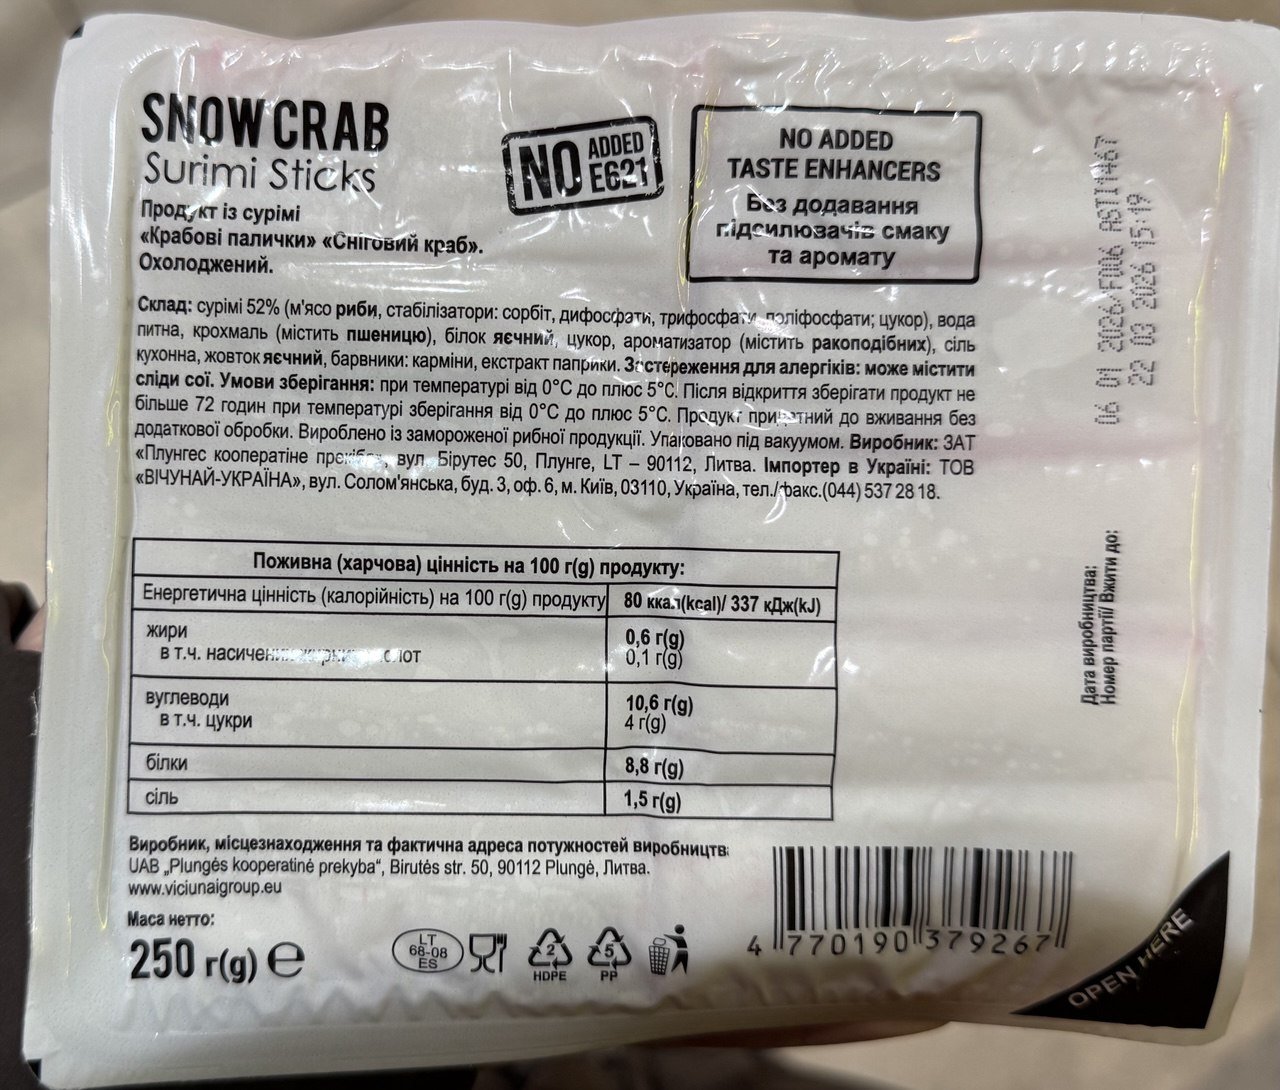 SNOW CRAB
Surimi Sticks
Продукт із сурімі
«Крабові палички» «Сніговий краб».
Охолоджений.
NO ADDED E621
NO ADDED
TASTE ENHANCERS
Без додавання
підсилювачів смаку
та аромату
Склад: сурімі 52% (м'ясо риби, стабілізатори: сорбіт, дифосфати, трифосфати, поліфосфати; цукор), вода
питна, крохмаль (містить пшеницю), білок яєчний, цукор, ароматизатор (містить ракоподібних), сіль
кухонна, жовток яєчний, барвники: карміни, екстракт паприки. Застереження для алергіків: може містити
сліди сої. Умови зберігання: при температурі від 0°C до плюс 5°C. Після відкриття зберігати продукт не
більше 72 годин при температурі зберігання від 0°C до плюс 5°C. Продукт придатний до вживання без
додаткової обробки. Вироблено із замороженої рибної продукції. Упаковано під вакуумом. Виробник: ЗАТ
«Плунгес кооператіне прекіба», вул. Бірутес 50, Плунге, LT – 90112, Литва. Імпортер в Україні: ТОВ
«ВІЧУНАЙ-УКРАЇНА», вул. Солом'янська, буд. 3, оф. 6, м. Київ, 03110, Україна, тел./факс.(044) 537 28 18.
Поживна (харчова) цінність на 100 г(g) продукту:
Енергетична цінність (калорійність) на 100 г(g) продукту 80 ккал(kcal)/ 337 кДж(kJ)
жири 0,6 г(g)
в т.ч. насичених жирних кислот 0,1 г(g)
вуглеводи 10,6 г(g)
в т.ч. цукри 4 г(g)
білки 8,8 г(g)
сіль 1,5 г(g)
Виробник, місцезнаходження та фактична адреса потужностей виробництв:
UAB „Plungės kooperatinė prekyba“, Birutės str. 50, 90112 Plungė, Литва.
www.viciunaigroup.eu
Маса нетто:
250 г(g) e
LT
68-08
ES
2
HDPE
5
PP
4 770190 379267
OPEN HERE
06 01 2026 F006 ASTI1467
22 03 2026 15:19
Дата виробництва:
Номер партії/ Вжити до: